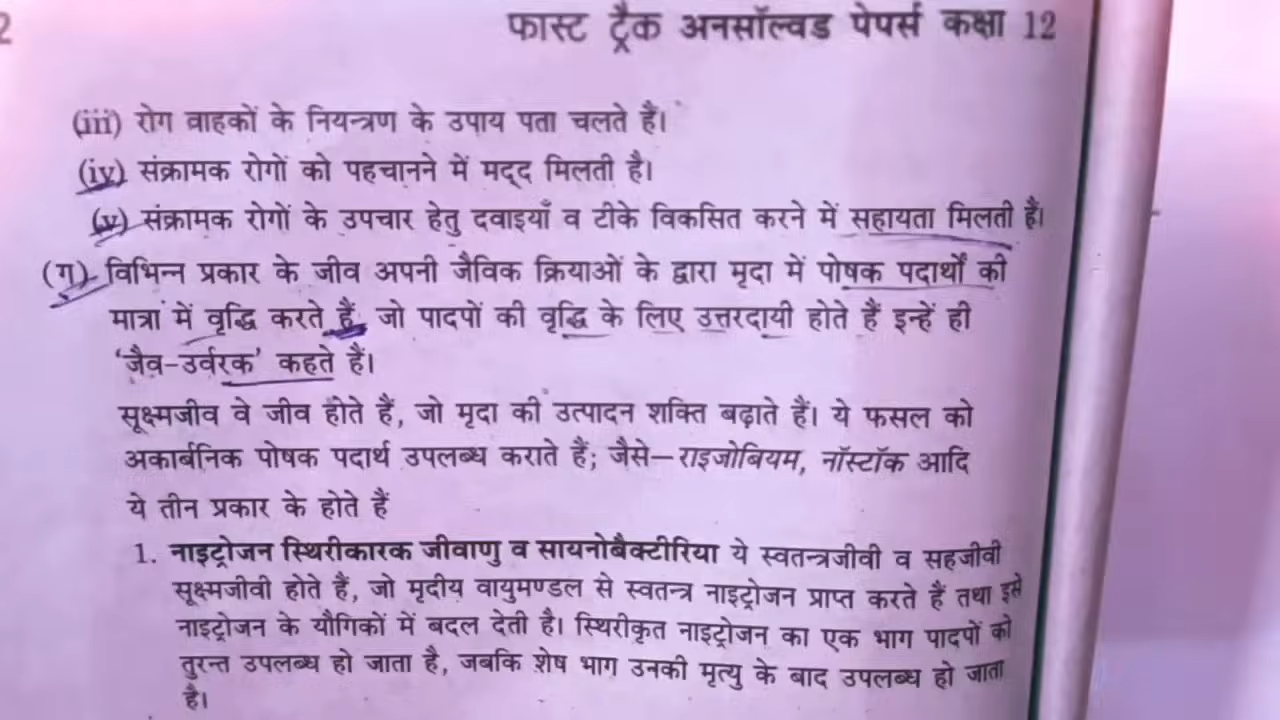 2
फास्ट ट्रैक अनसॉल्वड पेपर्स कक्षा 12
(iii) रोग वाहकों के नियन्त्रण के उपाय पता चलते हैं।
(iv) संक्रामक रोगों को पहचानने में मद्द मिलती है।
(v) संक्रामक रोगों के उपचार हेतु दवाइयाँ व टीके विकसित करने में सहायता मिलती हैं।
(ग) विभिन्न प्रकार के जीव अपनी जैविक क्रियाओं के द्वारा मृदा में पोषक पदार्थों की
मात्रा में वृद्धि करते हैं, जो पादपों की वृद्धि के लिए उत्तरदायी होते हैं इन्हें ही
‘जैव-उर्वरक’ कहते हैं।
सूक्ष्मजीव वे जीव होते हैं, जो मृदा की उत्पादन शक्ति बढ़ाते हैं। ये फसल को
अकार्बनिक पोषक पदार्थ उपलब्ध कराते हैं; जैसे—राइजोबियम, नॉस्टॉक आदि
ये तीन प्रकार के होते हैं
1. नाइट्रोजन स्थिरीकारक जीवाणु व सायनोबैक्टीरिया ये स्वतन्त्रजीवी व सहजीवी
सूक्ष्मजीवी होते हैं, जो मृदीय वायुमण्डल से स्वतन्त्र नाइट्रोजन प्राप्त करते हैं तथा इसे
नाइट्रोजन के यौगिकों में बदल देती है। स्थिरीकृत नाइट्रोजन का एक भाग पादपों को
तुरन्त उपलब्ध हो जाता है, जबकि शेष भाग उनकी मृत्यु के बाद उपलब्ध हो जाता
है।